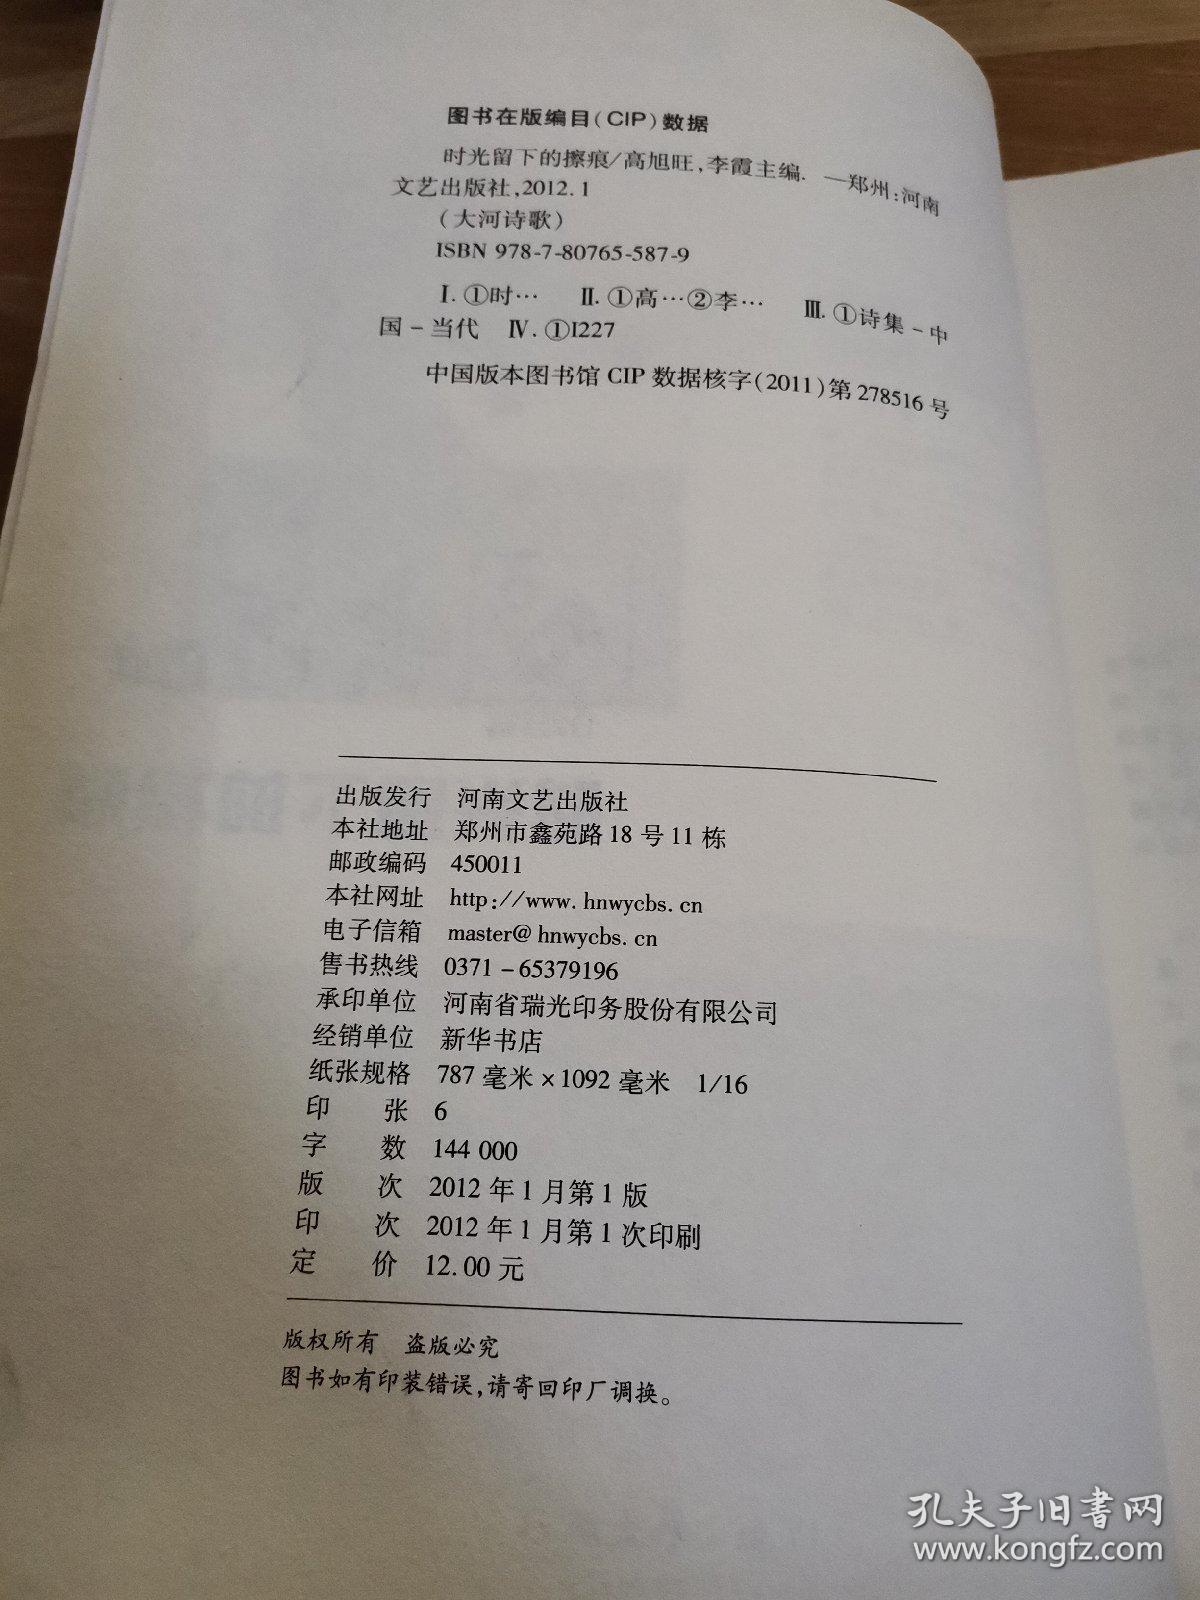 图书在版编目(CIP)数据
时光留下的擦痕/高旭旺,李霞主编. —郑州:河南
文艺出版社,2012.1
(大河诗歌)
ISBN 978-7-80765-587-9
Ⅰ.①时… Ⅱ.①高…②李… Ⅲ.①诗集-中
国-当代 Ⅳ.①I227
中国版本图书馆CIP数据核字(2011)第278516号
出版发行 河南文艺出版社
本社地址 郑州市鑫苑路18号11栋
邮政编码 450011
本社网址 http://www.hnwycbs.cn
电子信箱 master@hnwycbs.cn
售书热线 0371-65379196
承印单位 河南省瑞光印务股份有限公司
经销单位 新华书店
纸张规格 787毫米×1092毫米 1/16
印 张 6
字 数 144 000
版 次 2012年1月第1版
印 次 2012年1月第1次印刷
定 价 12.00元
版权所有 盗版必究
图书如有印装错误,请寄回印厂调换。
孔夫子旧书网
www.kongfz.com